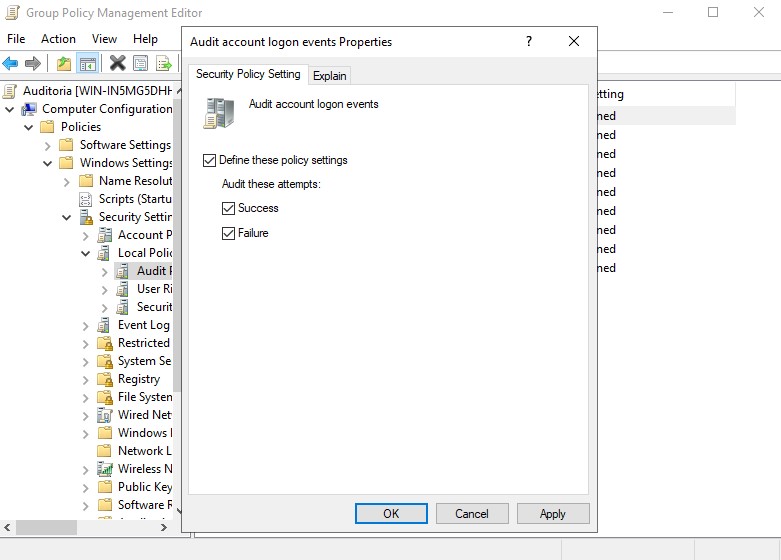 Group Policy Management Editor
File Action View Help
Audit account logon events Properties
?
Security Policy Setting
Explain
Audit account logon events
Define these policy settings
Audit these attempts:
Success
Failure
OK
Cancel
Apply
Auditoria [WIN-IN5MG5DHH
Computer Configuration
Policies
Software Settings
Windows Settings
Name Resolut
Scripts (Startu
Security Settin
Account P
Local Polic
Audit P
User Ri
Securit
Event Log
Restricted
System Se
Registry
File System
Wired Net
Windows
Network L
Wireless N
Public Key
Software R
etting
ned
ned
ned
ned
ned
ned
ned
ned
ned